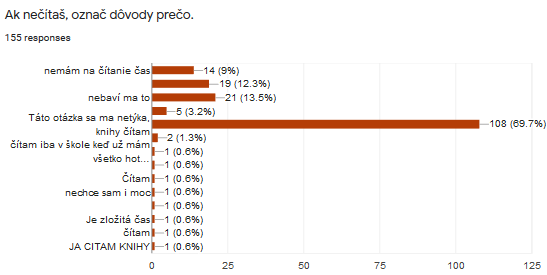 Ak nečítaš, označ dôvody prečo.
155 responses
nemám na čítanie čas
14 (9%)
19 (12.3%)
nebaví ma to
21 (13.5%)
5 (3.2%)
Táto otázka sa ma netýka,
knihy čítam
108 (69.7%)
2 (1.3%)
čítam iba v škole keď už mám
všetko hot...
1 (0.6%)
1 (0.6%)
Čítam
1 (0.6%)
nechce sam i moc
1 (0.6%)
1 (0.6%)
Je zložitá čas
1 (0.6%)
čítam
1 (0.6%)
JA CITAM KNIHY
1 (0.6%)
0
25
50
75
100
125